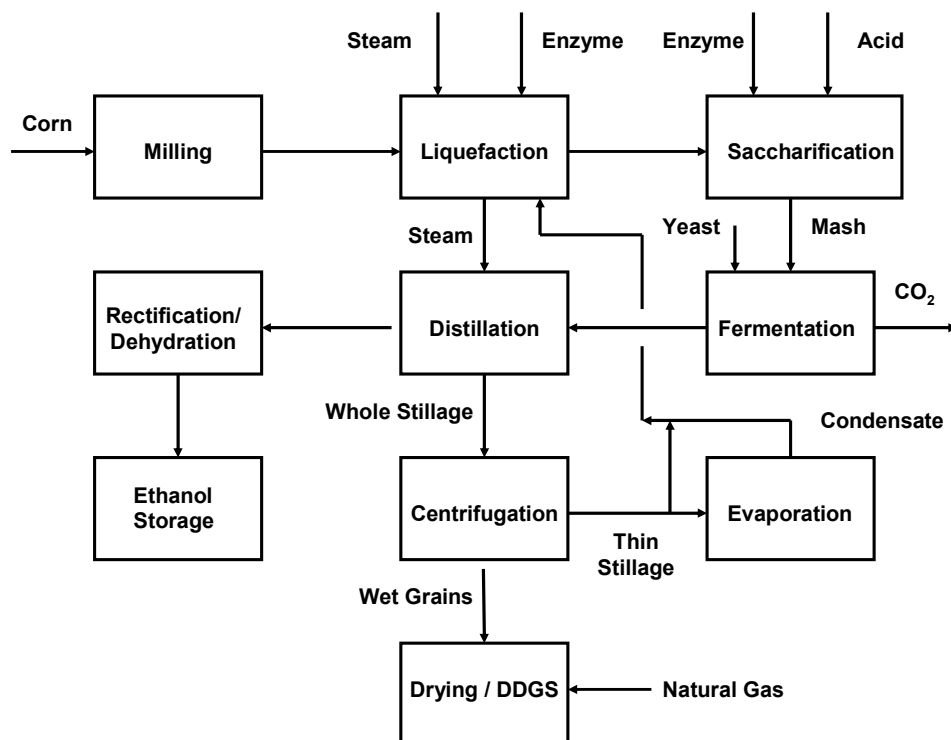 Steam
Enzyme
Enzyme
Acid
Corn
Milling
Liquefaction
Saccharification
Steam
Yeast
Mash
CO₂
Rectification/
Dehydration
Distillation
Fermentation
Whole Stillage
Condensate
Ethanol
Storage
Centrifugation
Evaporation
Thin
Stillage
Wet Grains
Drying / DDGS
Natural Gas